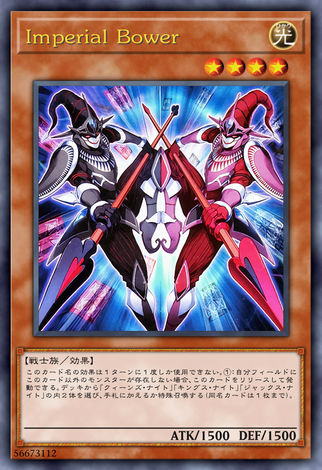 Imperial Bower
光
【戦士族/効果】
このカード名の効果は1ターンに1度しか使用できない。①:自分フィールドに
このカード以外のモンスターが存在しない場合、このカードをリリースして発
動できる。デッキから「クィーンズ・ナイト」「キングス・ナイト」「ジャックス・ナ
イト」の内2体を選び、手札にくわえるか特殊召喚する(同名カードは1枚まで)。
ATK/1500 DEF/1500
56673112